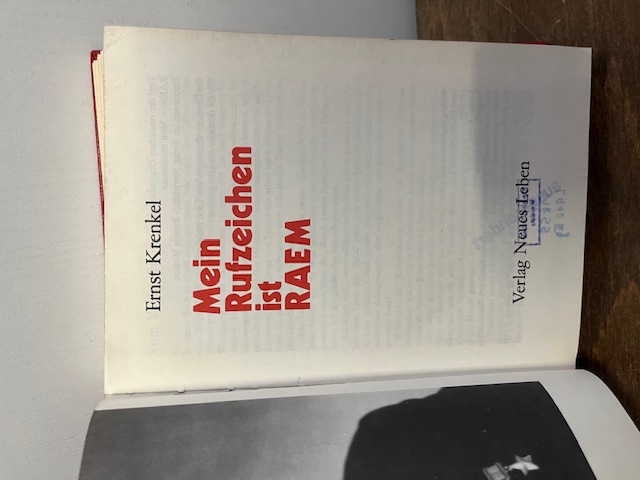 Ernst Krenkel
Mein
Rufzeichen
ist
RAEM
Verlag Neues Leben